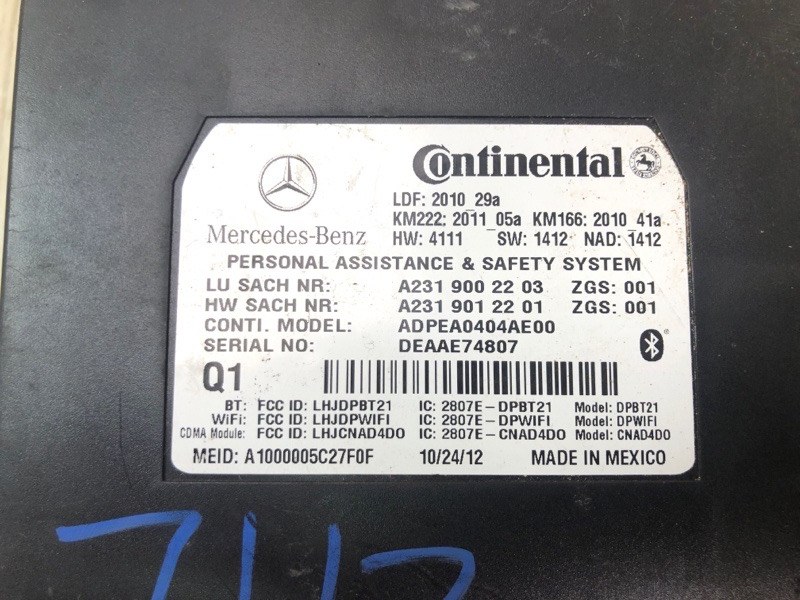 Continental
Mercedes-Benz
LDF: 2010_29a
KM222: 2011_05a KM166: 2010_41a
HW: 4111 SW: 1412 NAD: 1412
PERSONAL ASSISTANCE & SAFETY SYSTEM
LU SACH NR: A231 900 22 03 ZGS: 001
HW SACH NR: A231 901 22 01 ZGS: 001
CONTI. MODEL: ADPEA0404AE00
SERIAL NO: DEAAE74807
Q1
BT: FCC ID: LHJDPBT21 IC: 2807E-DPBT21 Model: DPBT21
WiFi: FCC ID: LHJDPWIFI IC: 2807E-DPWIFI Model: DPWIFI
CDMA Module: FCC ID: LHJCNAD4DO IC: 2807E-CNAD4DO Model: CNAD4DO
MEID: A1000005C27F0F 10/24/12 MADE IN MEXICO